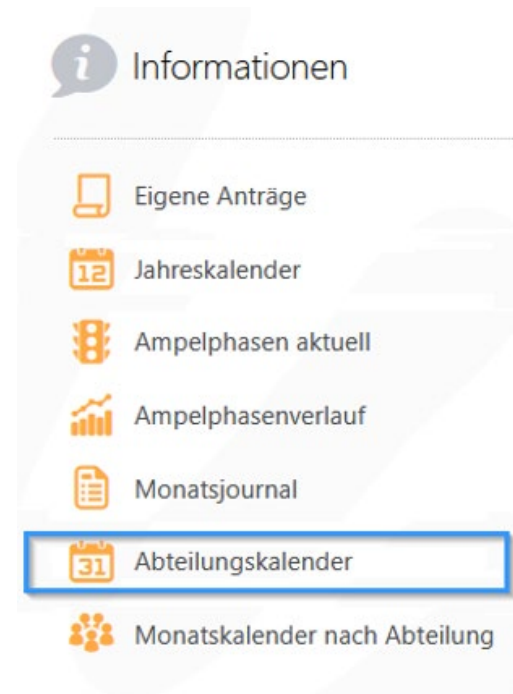 Informationen
Eigene Anträge
12 Jahreskalender
Ampelphasen aktuell
Ampelphasenverlauf
Monatsjournal
31 Abteilungskalender
Monatskalender nach Abteilung